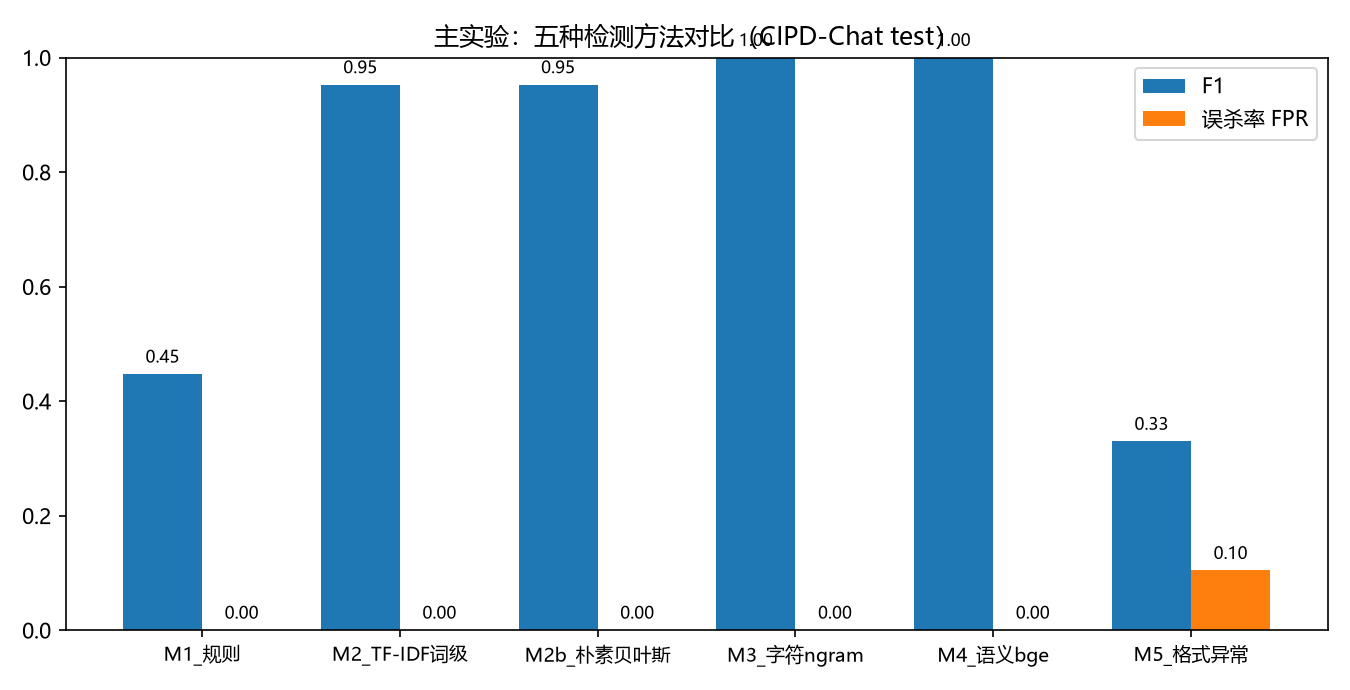 主实验：五种检测方法对比（CIPD-Chat test）
1.00
1.00
1.0
0.8
0.6
0.4
0.2
0.0
0.95
0.95
0.45
0.33
0.10
0.00
0.00
0.00
0.00
0.00
F1
误杀率 FPR
M1_规则
M2_TF-IDF词级
M2b_朴素贝叶斯
M3_字符ngram
M4_语义bge
M5_格式异常